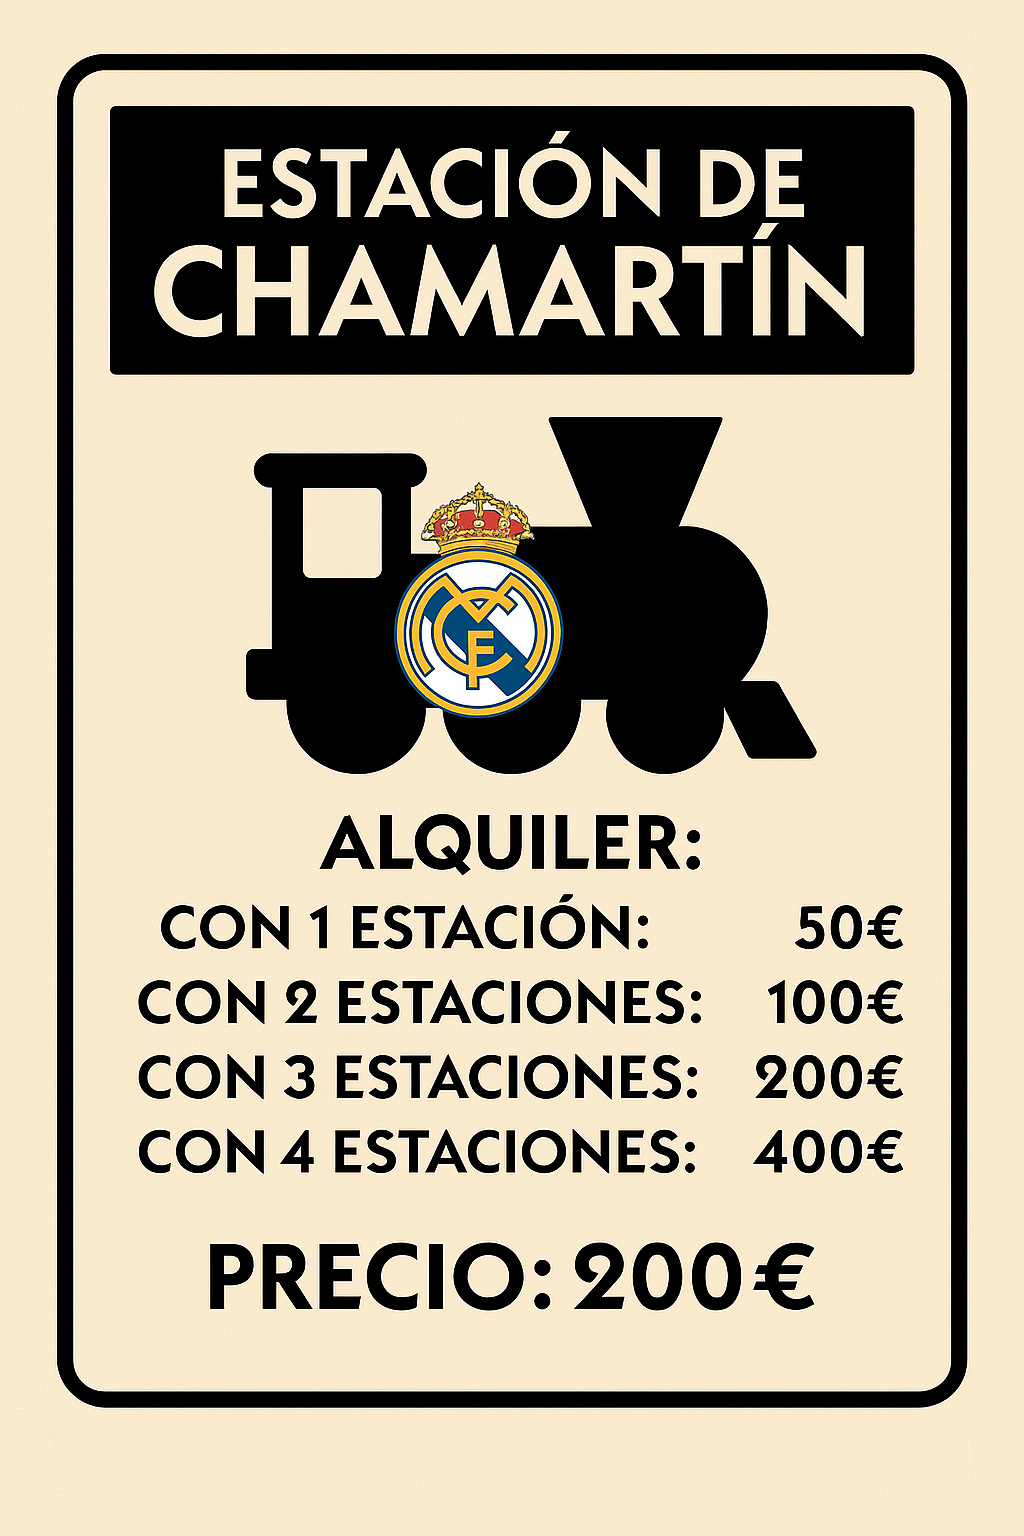 ESTACIÓN DE
CHAMARTÍN
MCF
ALQUILER:
CON 1 ESTACIÓN: 50€
CON 2 ESTACIONES: 100€
CON 3 ESTACIONES: 200€
CON 4 ESTACIONES: 400€
PRECIO: 200€